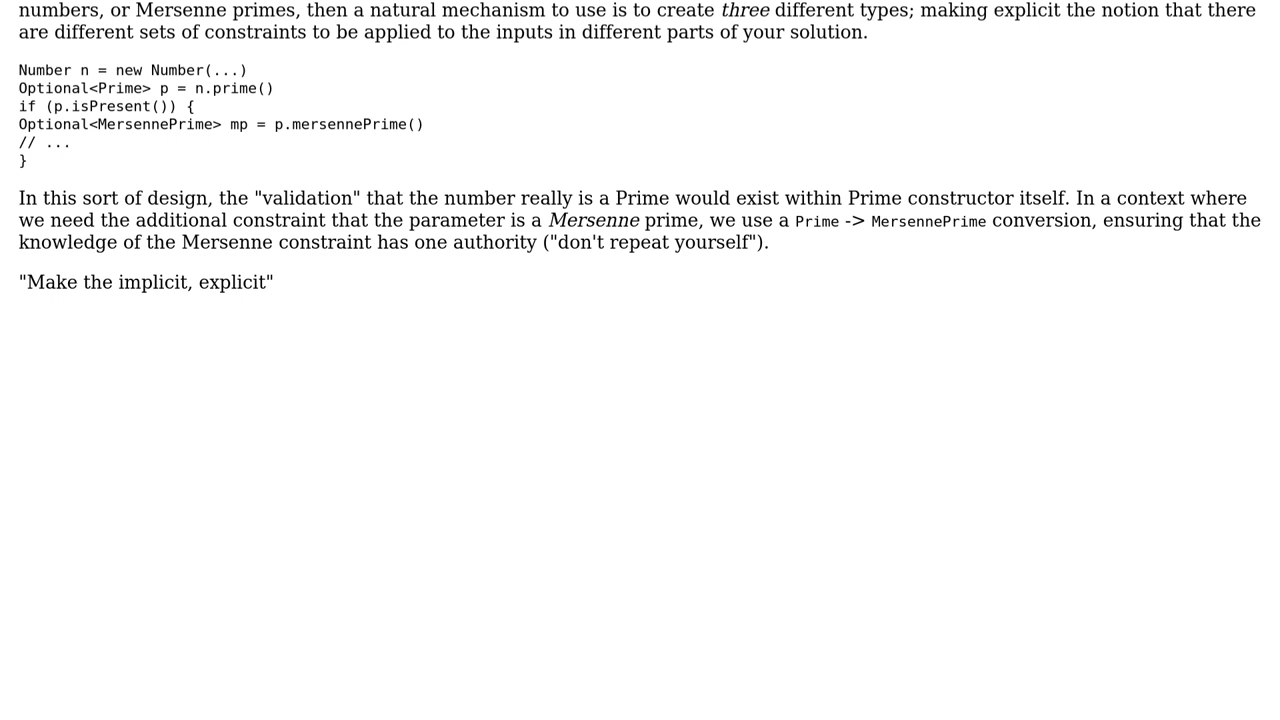 numbers, or Mersenne primes, then a natural mechanism to use is to create three different types; making explicit the notion that there
are different sets of constraints to be applied to the inputs in different parts of your solution.
Number n = new Number(...)
Optional<Prime> p = n.prime()
if (p.isPresent()) {
Optional<MersennePrime> mp = p.mersennePrime()
// ...
}
In this sort of design, the "validation" that the number really is a Prime would exist within Prime constructor itself. In a context where
we need the additional constraint that the parameter is a Mersenne prime, we use a Prime -> MersennePrime conversion, ensuring that the
knowledge of the Mersenne constraint has one authority ("don't repeat yourself").
"Make the implicit, explicit"